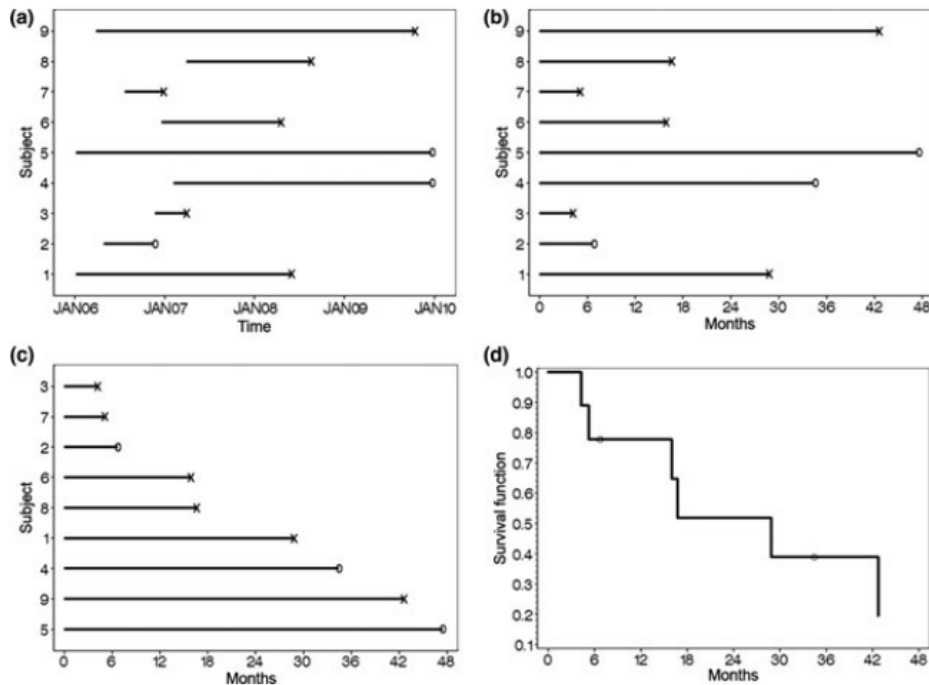 (a)
Subject
9
8
7
6
5
4
3
2
1
JAN06 JAN07 JAN08 JAN09 JAN10
Time
(b)
Subject
9
8
7
6
5
4
3
2
1
0 6 12 18 24 30 36 42 48
Months
(c)
Subject
3
7
2
6
8
1
4
9
5
0 6 12 18 24 30 36 42 48
Months
(d)
Survival function
1.0
0.9
0.8
0.7
0.6
0.5
0.4
0.3
0.2
0.1
0 6 12 18 24 30 36 42 48
Months